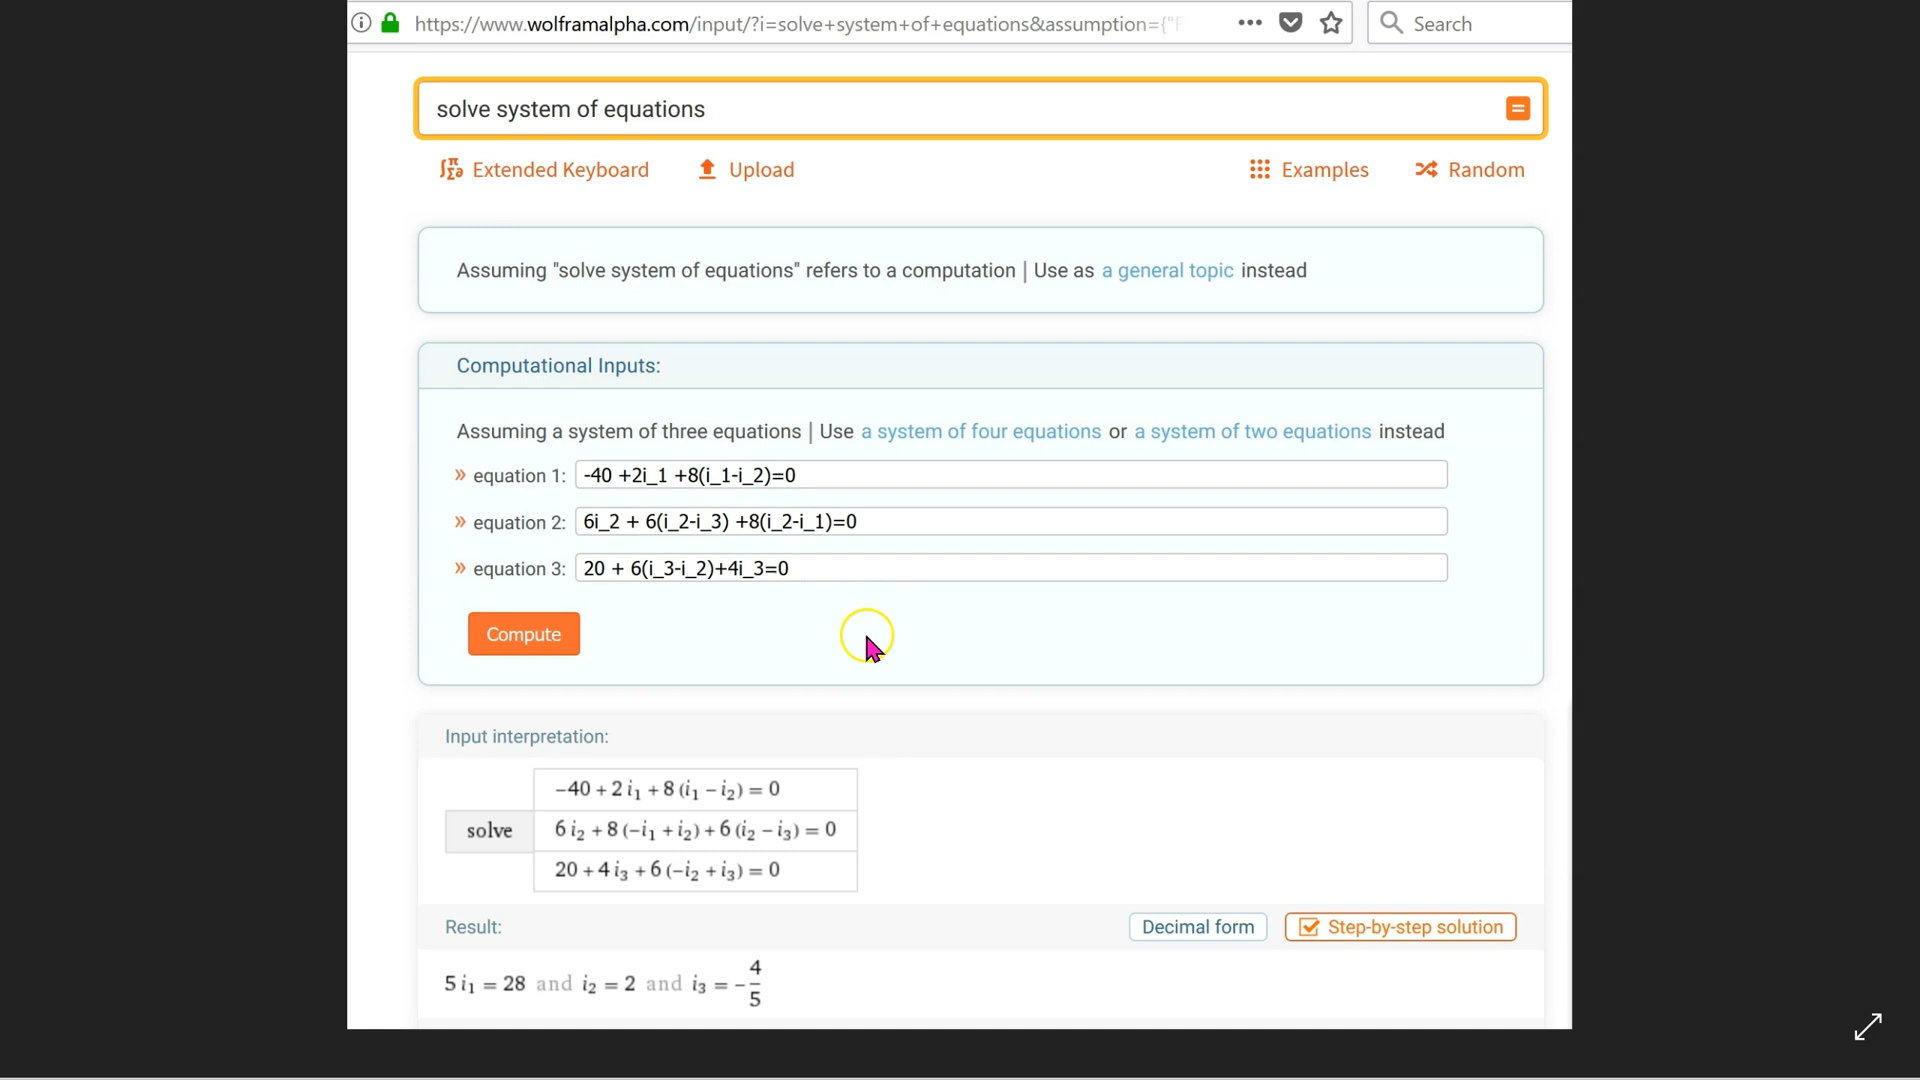 https://www.wolframalpha.com/input/?i=solve+system+of+equations&assumption={"F
Search
solve system of equations
Extended Keyboard Upload Examples Random
Assuming "solve system of equations" refers to a computation | Use as a general topic instead
Computational Inputs:
Assuming a system of three equations | Use a system of four equations or a system of two equations instead
» equation 1: -40 +2i_1 +8(i_1-i_2)=0
» equation 2: 6i_2 + 6(i_2-i_3) +8(i_2-i_1)=0
» equation 3: 20 + 6(i_3-i_2)+4i_3=0
Compute
Input interpretation:
−40 + 2 i₁ + 8 (i₁ − i₂) = 0
solve 6 i₂ + 8 (−i₁ + i₂) + 6 (i₂ − i₃) = 0
20 + 4 i₃ + 6 (−i₂ + i₃) = 0
Result: Decimal form Step-by-step solution
5 i₁ = 28 and i₂ = 2 and i₃ = −4/5